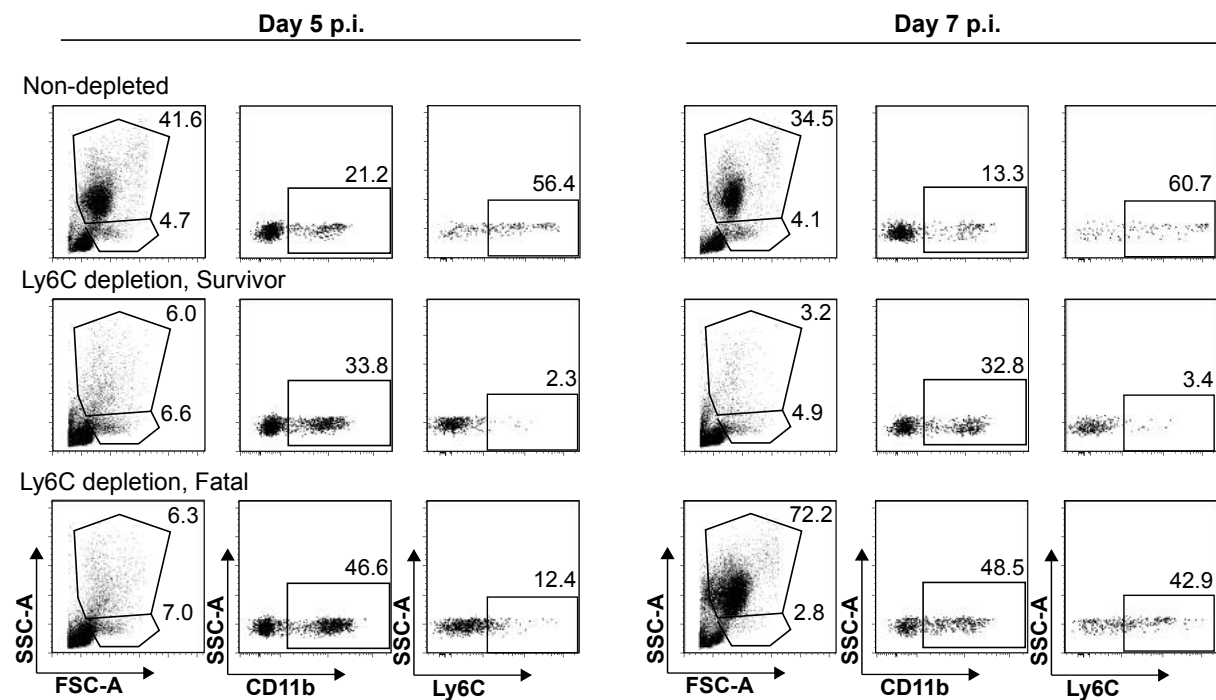 Day 5 p.i. Day 7 p.i.
Non-depleted
41.6 21.2 56.4 34.5 13.3 60.7
4.7 4.1
Ly6C depletion, Survivor
6.0 33.8 2.3 3.2 32.8 3.4
6.6 4.9
Ly6C depletion, Fatal
6.3 46.6 12.4 72.2 48.5 42.9
7.0 2.8
SSC-A SSC-A SSC-A SSC-A SSC-A SSC-A
FSC-A CD11b Ly6C FSC-A CD11b Ly6C